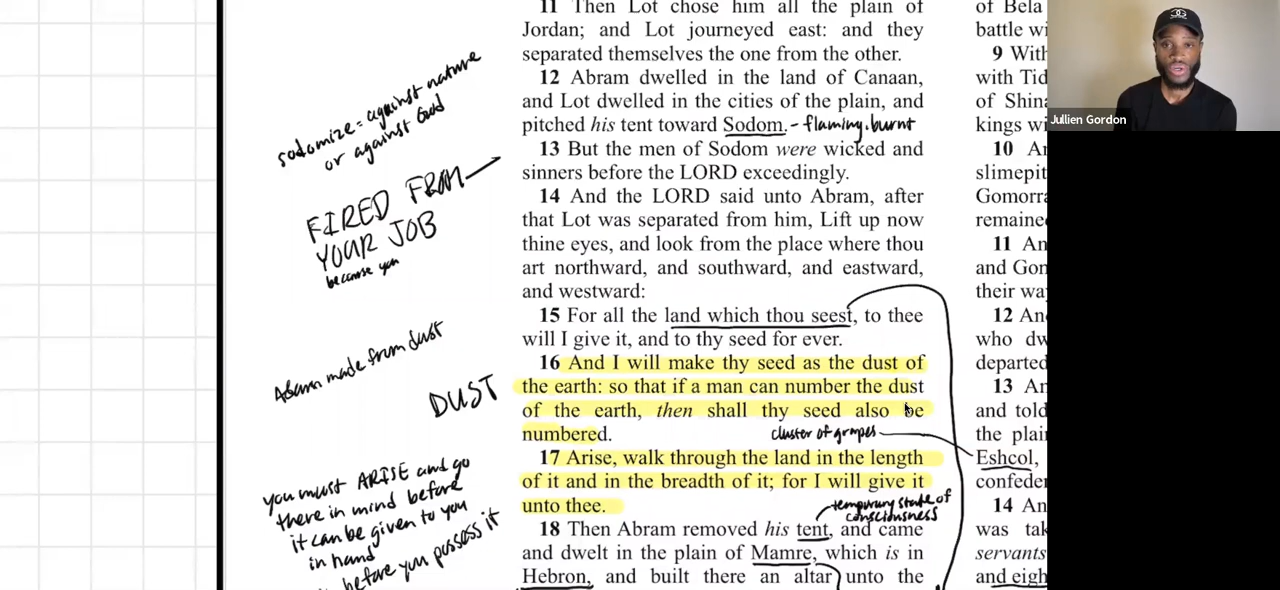 sodomize = against nature
or against God
FIRED FROM
YOUR JOB
because you
made from dust
DUST
you must ARISE and go
there in mind before
it can be given to you
in hand
before you possess it
11 Then Lot chose him all the plain of
Jordan; and Lot journeyed east: and they
separated themselves the one from the other.
12 Abram dwelled in the land of Canaan,
and Lot dwelled in the cities of the plain, and
pitched his tent toward Sodom. - flaming. burnt
13 But the men of Sodom were wicked and
sinners before the LORD exceedingly.
14 And the LORD said unto Abram, after
that Lot was separated from him, Lift up now
thine eyes, and look from the place where thou
art northward, and southward, and eastward,
and westward:
15 For all the land which thou seest, to thee
will I give it, and to thy seed for ever.
16 And I will make thy seed as the dust of
the earth: so that if a man can number the dust
of the earth, then shall thy seed also be
numbered.
cluster of grapes
17 Arise, walk through the land in the length
of it and in the breadth of it; for I will give it
unto thee.
temporary state of
consciousness
18 Then Abram removed his tent, and came
and dwelt in the plain of Mamre, which is in
Hebron, and built there an altar unto the
of Bela
battle wi
9 With
with Tid
of Shina
kings wi
10 An
slimepit
Gomorra
remaine
11 An
and Gon
their wa
12 An
who dw
departed
13 An
and told
the plain
Eshcol,
confeder
14 An
was tak
servants
and eigh
Jullien Gordon